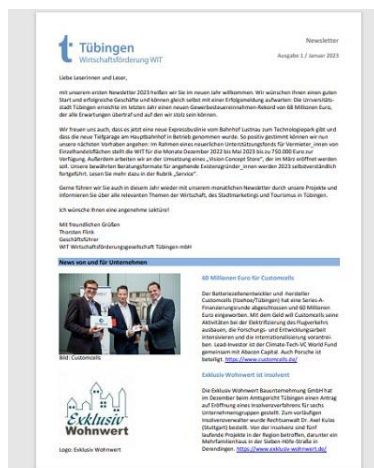 Newsletter
Tübingen
Wirtschaftsförderung WIT
Ausgabe 1 / Januar 2023
Liebe Leserinnen und Leser,
mit unserem ersten Newsletter 2023 heißen wir Sie im neuen Jahr willkommen. Wir wünschen Ihnen einen guten
Start und erfolgreiche Geschäfte und können gleich selbst mit einer Erfolgsmeldung aufwarten: Die Universitäts-
stadt Tübingen erreichte im letzten Jahr einen neuen Gewerbesteuereinnahmen-Rekord von 68 Millionen Euro,
der alle Erwartungen übertraf und auf den wir stolz sein können.
Wir freuen uns auch, dass es jetzt eine neue Expressbuslinie vom Bahnhof Lustnau zum Technologiepark gibt und
dass die neue Tiefgarage am Hauptbahnhof in Betrieb genommen wurde. So positiv gestimmt können wir nun
unsere nächsten Vorhaben angehen: Im Rahmen eines neuerlichen Unterstützungsfonds für Vermieter_innen von
Einzelhandelsflächen stellt die WIT für die Monate Dezember 2022 bis Mai 2023 bis zu 750.000 Euro zur
Verfügung. Außerdem arbeiten wir an der Umsetzung eines „Vision Concept Store“, der im März eröffnet werden
soll. Unsere bewährten Beratungsformate für angehende Existenzgründer_innen werden 2023 selbstverständlich
fortgeführt. Lesen Sie mehr dazu in der Rubrik „Service“.
Gerne führen wir Sie auch in diesem Jahr wieder mit unserem monatlichen Newsletter durch unsere Projekte und
informieren Sie über alle relevanten Themen der Wirtschaft, des Stadtmarketings und Tourismus in Tübingen.
Ich wünsche Ihnen eine angenehme Lektüre!
Mit freundlichen Grüßen
Thorsten Flink
Geschäftsführer
WIT Wirtschaftsförderungsgesellschaft Tübingen mbH
News von und für Unternehmen
60 Millionen Euro für Customcells
Der Batteriezellenentwickler und -hersteller
Customcells (Itzehoe/Tübingen) hat eine Series-A-
Finanzierungsrunde abgeschlossen und 60 Millionen
Euro eingeworben. Mit dem Geld will Customcells seine
Aktivitäten bei der Elektrifizierung des Flugverkehrs
ausbauen, die Forschungs- und Entwicklungsarbeit
intensivieren und die Internationalisierung vorantrei-
ben. Lead-Investor ist der Climate-Tech-VC World Fund
gemeinsam mit Abacon Capital. Auch Porsche ist
beteiligt. https://www.customcells.de/
Bild: Customcells
Exklusiv Wohnwert ist insolvent
Die Exklusiv Wohnwert Bauunternehmung GmbH hat
im Dezember beim Amtsgericht Tübingen einen Antrag
auf Eröffnung eines Insolvenzverfahrens für sechs
Unternehmensgruppen gestellt. Zum vorläufigen
Insolvenzverwalter wurde Rechtsanwalt Dr. Axel Kulas
(Stuttgart) bestellt. Von der Insolvenz sind fünf
laufende Projekte in der Region betroffen, darunter ein
Mehrfamilienhaus in der Sieben-Höfe-Straße in
Derendingen. https://www.exklusiv-wohnwert.de/
Exklusiv
Wohnwert
Logo: Exklusiv Wohnwert